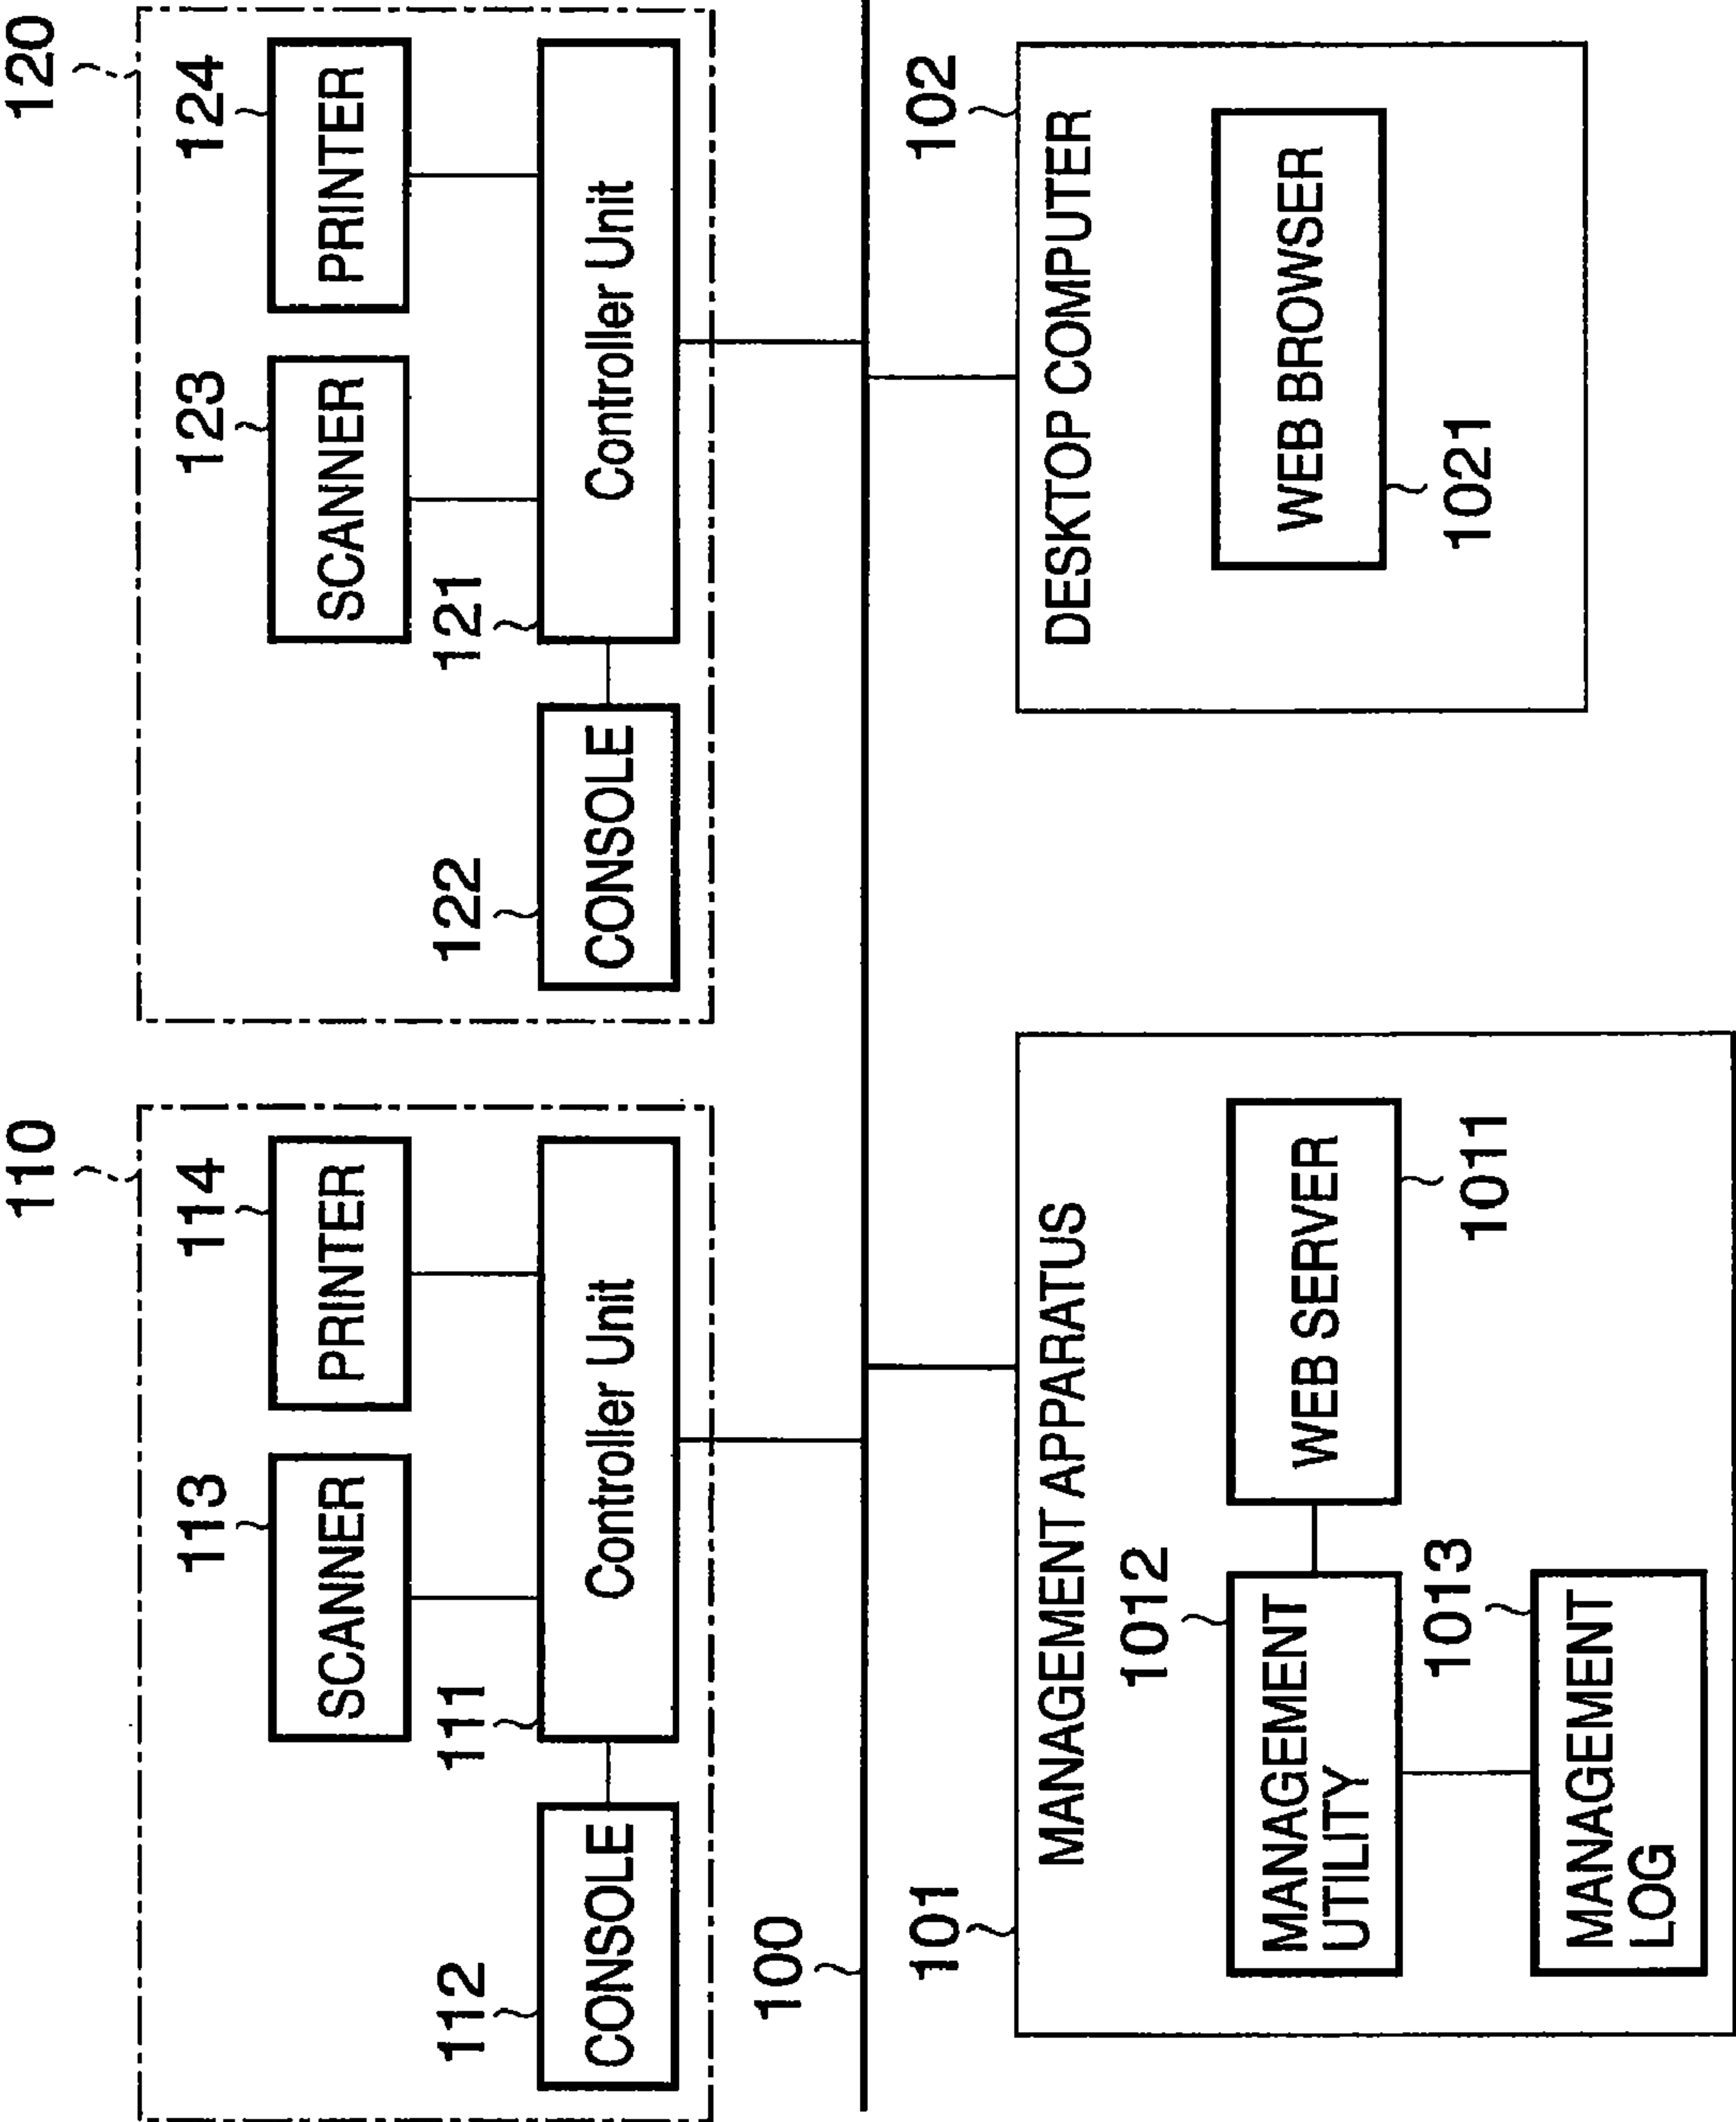 110
120
113
114
123
124
SCANNER
PRINTER
SCANNER
PRINTER
112
111
122
121
CONSOLE
Controller Unit
CONSOLE
Controller Unit
100
101
102
MANAGEMENT APPARATUS
DESKTOP COMPUTER
1012
MANAGEMENT
UTILITY
WEB SERVER
WEB BROWSER
1013
1011
1021
MANAGEMENT
LOG